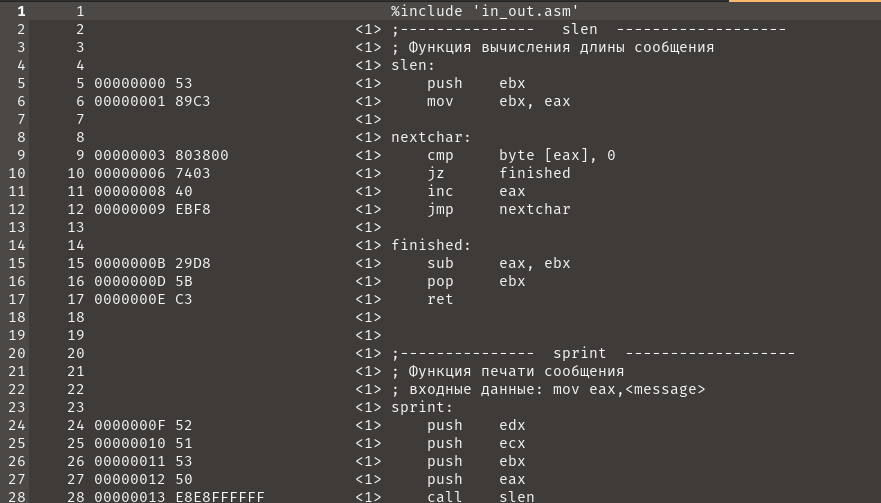 1 1 %include 'in_out.asm'
2 2 <1> ;--------------- slen -------------------
3 3 <1> ; Функция вычисления длины сообщения
4 4 <1> slen:
5 5 00000000 53 <1> push ebx
6 6 00000001 89C3 <1> mov ebx, eax
7 7 <1>
8 8 <1> nextchar:
9 9 00000003 803800 <1> cmp byte [eax], 0
10 10 00000006 7403 <1> jz finished
11 11 00000008 40 <1> inc eax
12 12 00000009 EBF8 <1> jmp nextchar
13 13 <1>
14 14 <1> finished:
15 15 0000000B 29D8 <1> sub eax, ebx
16 16 0000000D 5B <1> pop ebx
17 17 0000000E C3 <1> ret
18 18 <1>
19 19 <1>
20 20 <1> ;--------------- sprint -------------------
21 21 <1> ; Функция печати сообщения
22 22 <1> ; входные данные: mov eax,<message>
23 23 <1> sprint:
24 24 0000000F 52 <1> push edx
25 25 00000010 51 <1> push ecx
26 26 00000011 53 <1> push ebx
27 27 00000012 50 <1> push eax
28 28 00000013 E8E8FFFFFF <1> call slen